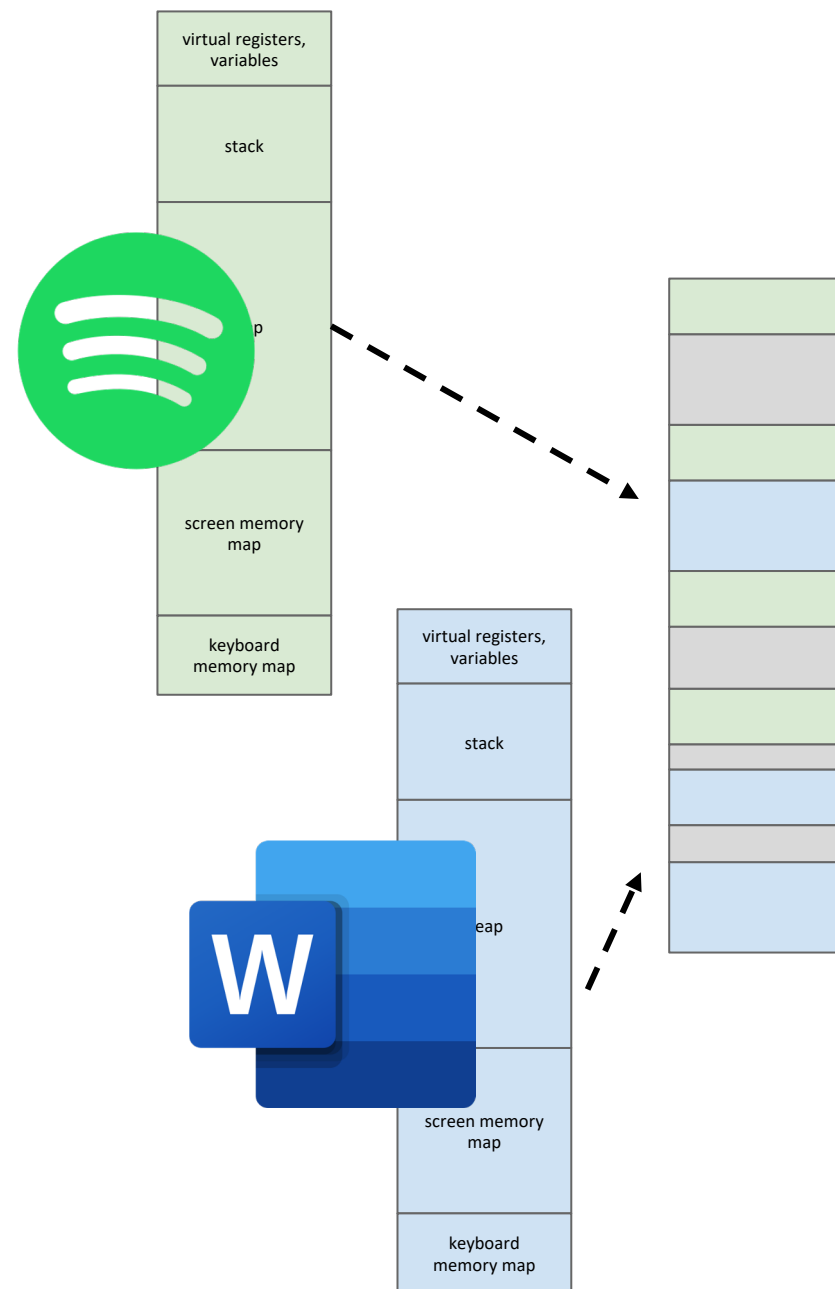 virtual registers,
variables
stack
p
screen memory
map
keyboard
memory map
virtual registers,
variables
stack
W
eap
screen memory
map
keyboard
memory map